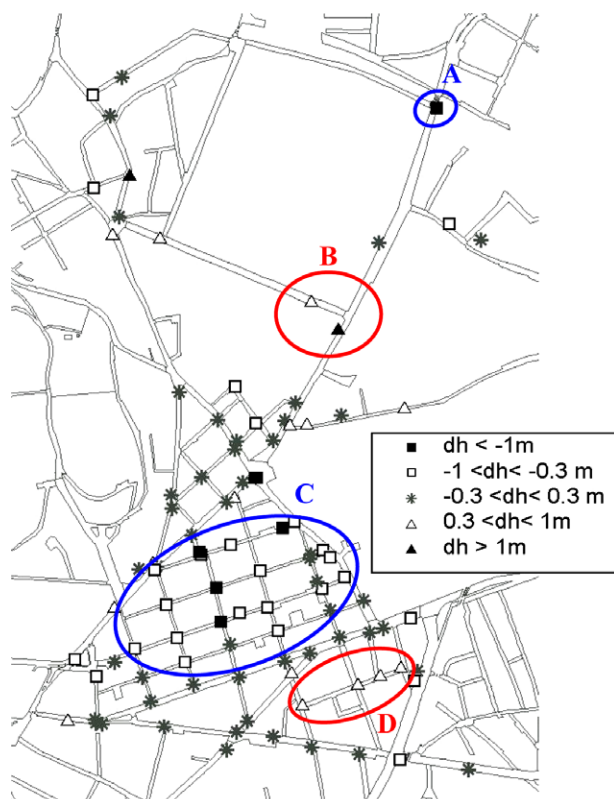 A
B
C
dh < -1m
-1 <dh< -0.3 m
-0.3 <dh< 0.3 m
0.3 <dh< 1m
dh > 1m
D